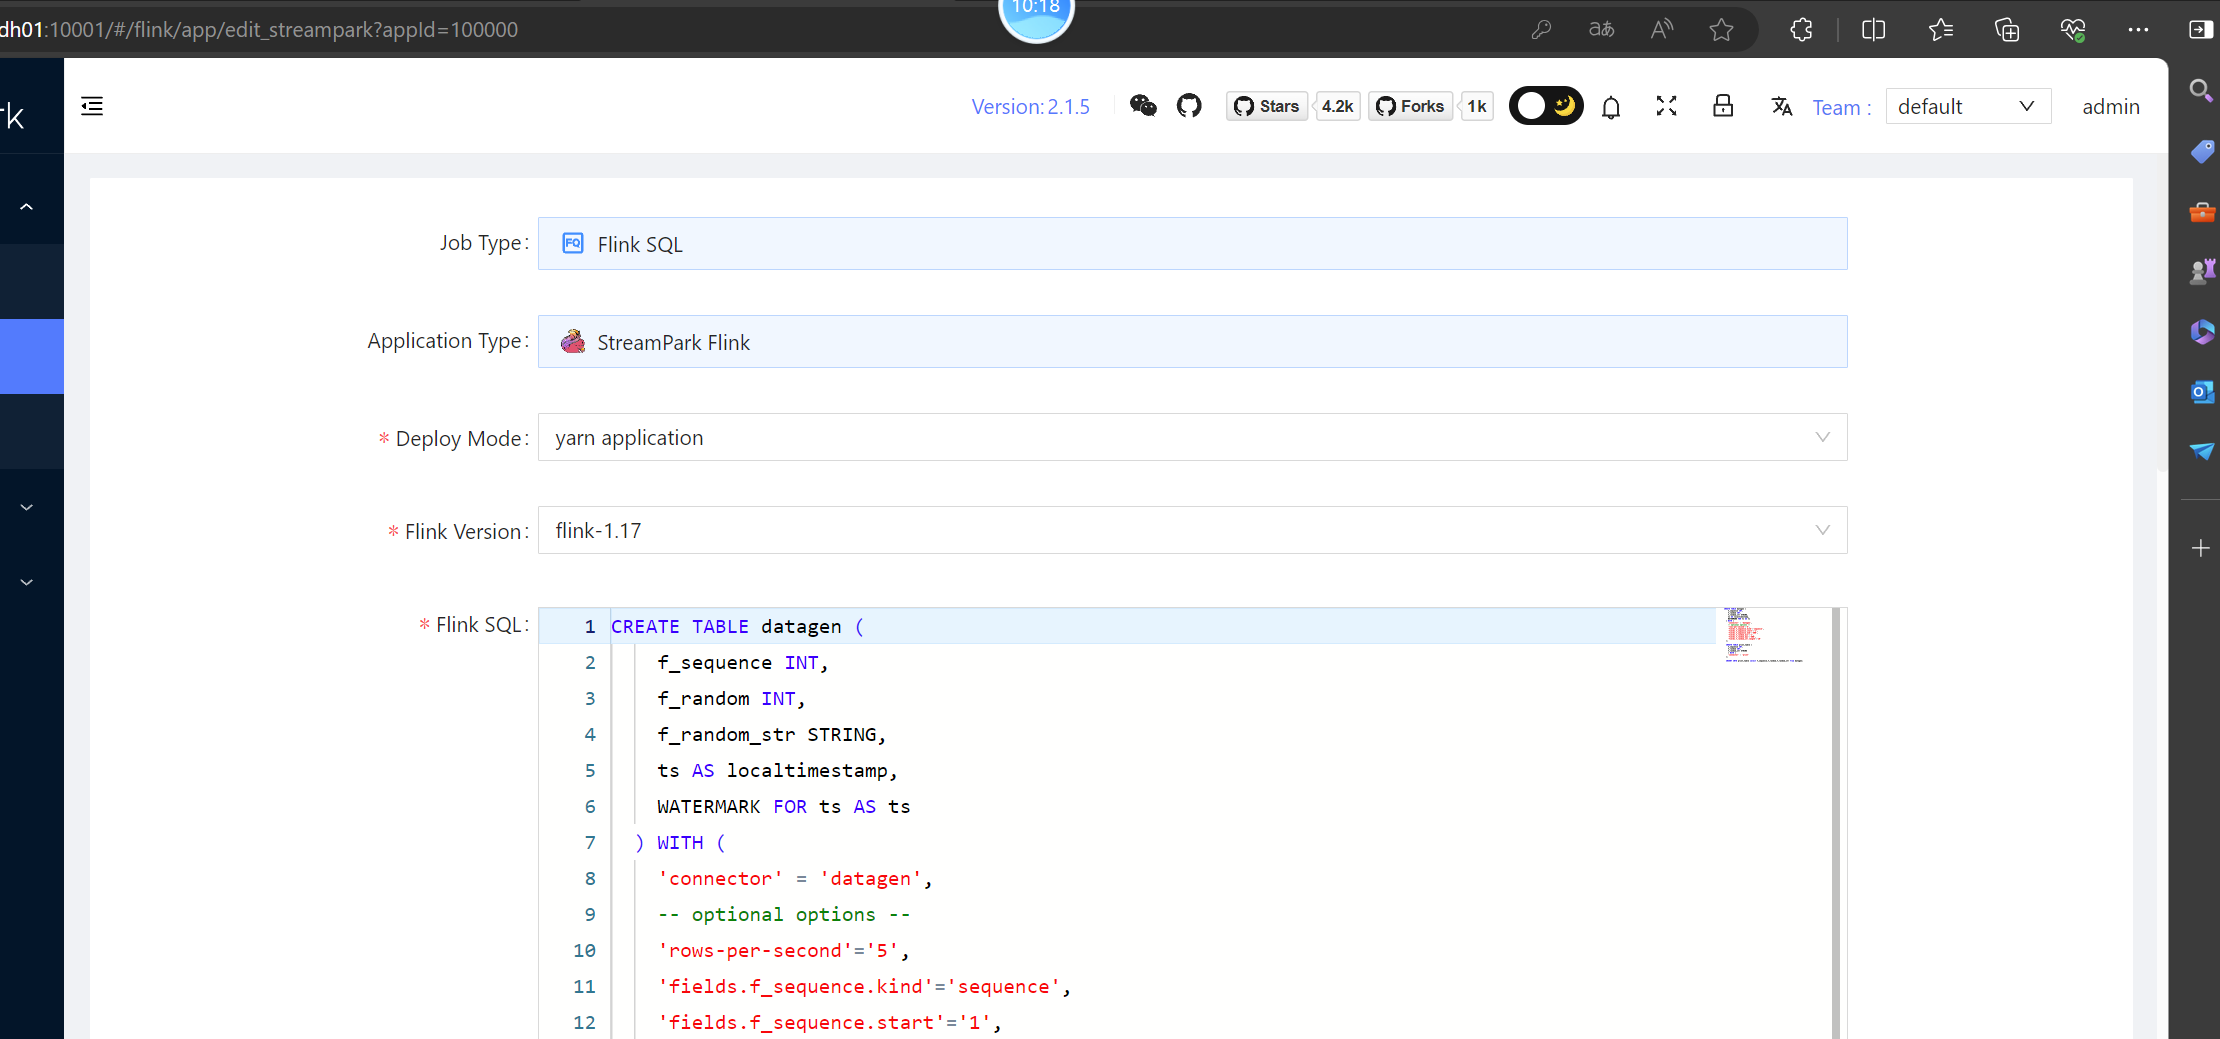 10:18
dh01:10001/#/flink/app/edit_streampark?appId=100000
rk
Version: 2.1.5
Stars 4.2k Forks 1k
Team : default admin
Job Type: FQ Flink SQL
Application Type: StreamPark Flink
* Deploy Mode: yarn application
* Flink Version: flink-1.17
* Flink SQL:
1 CREATE TABLE datagen (
2 f_sequence INT,
3 f_random INT,
4 f_random_str STRING,
5 ts AS localtimestamp,
6 WATERMARK FOR ts AS ts
7 ) WITH (
8 'connector' = 'datagen',
9 -- optional options --
10 'rows-per-second'='5',
11 'fields.f_sequence.kind'='sequence',
12 'fields.f_sequence.start'='1',